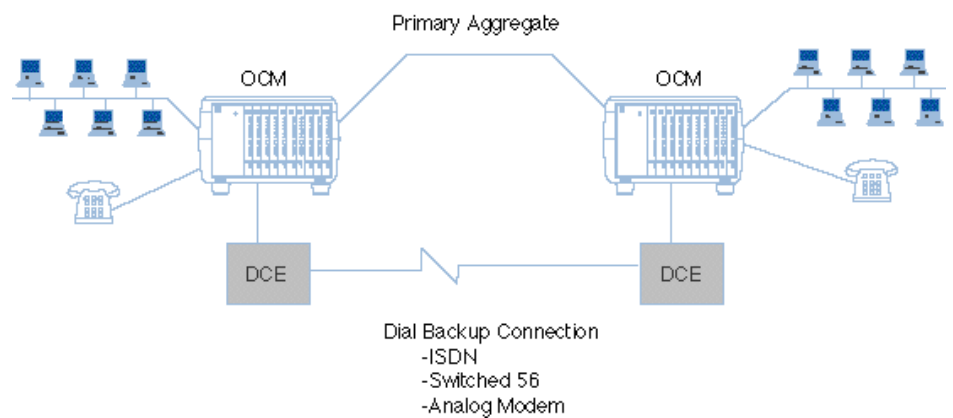 Primary Aggregate
OCM
OCM
DCE
DCE
Dial Backup Connection
-ISDN
-Switched 56
-Analog Modem